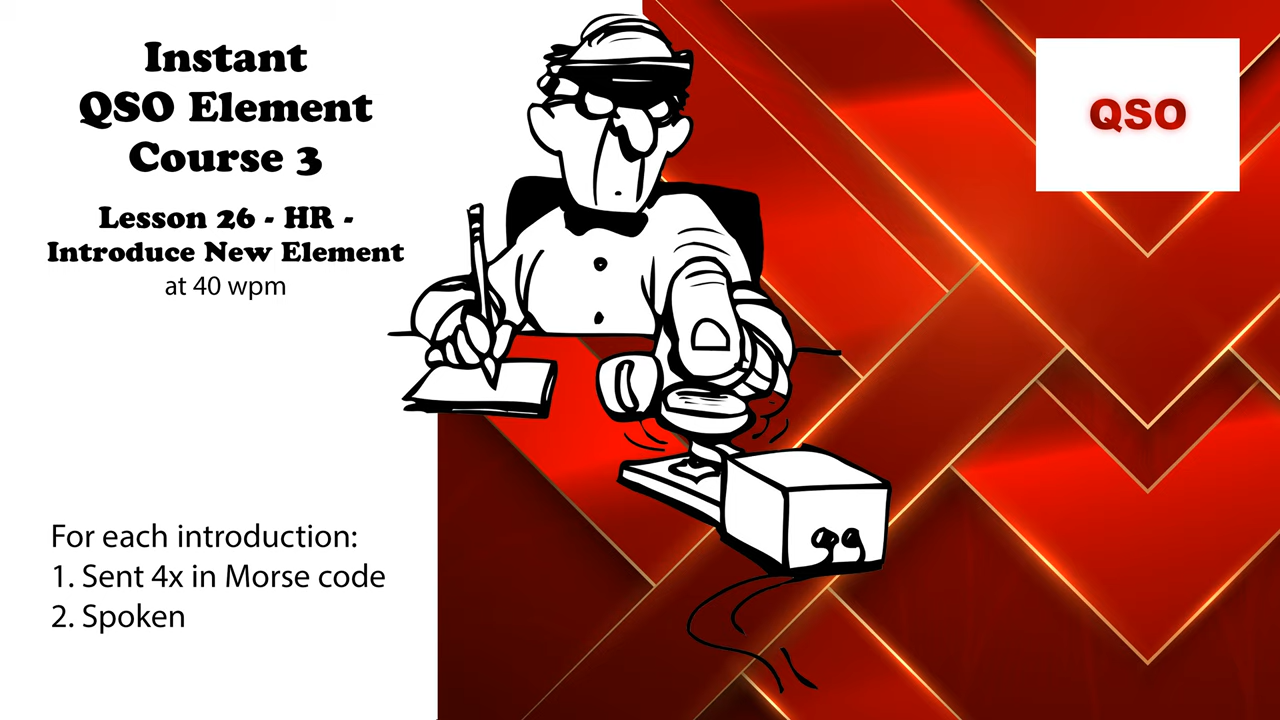 Instant
QSO Element
Course 3
Lesson 26 - HR -
Introduce New Element
at 40 wpm
QSO
For each introduction:
1. Sent 4x in Morse code
2. Spoken